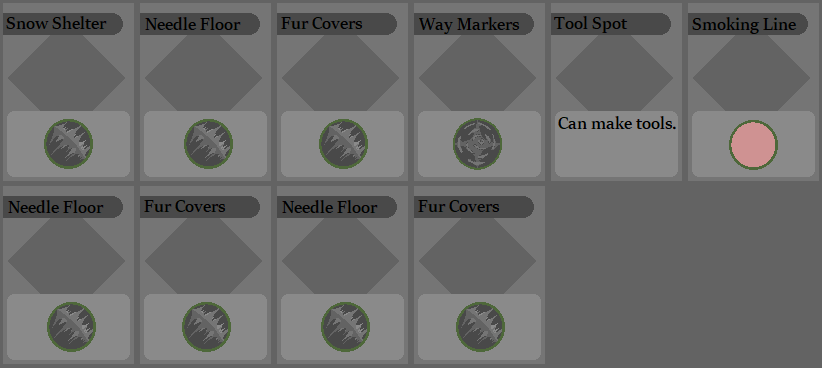 Snow Shelter
Needle Floor
Fur Covers
Way Markers
Tool Spot
Smoking Line
Can make tools.
Needle Floor
Fur Covers
Needle Floor
Fur Covers